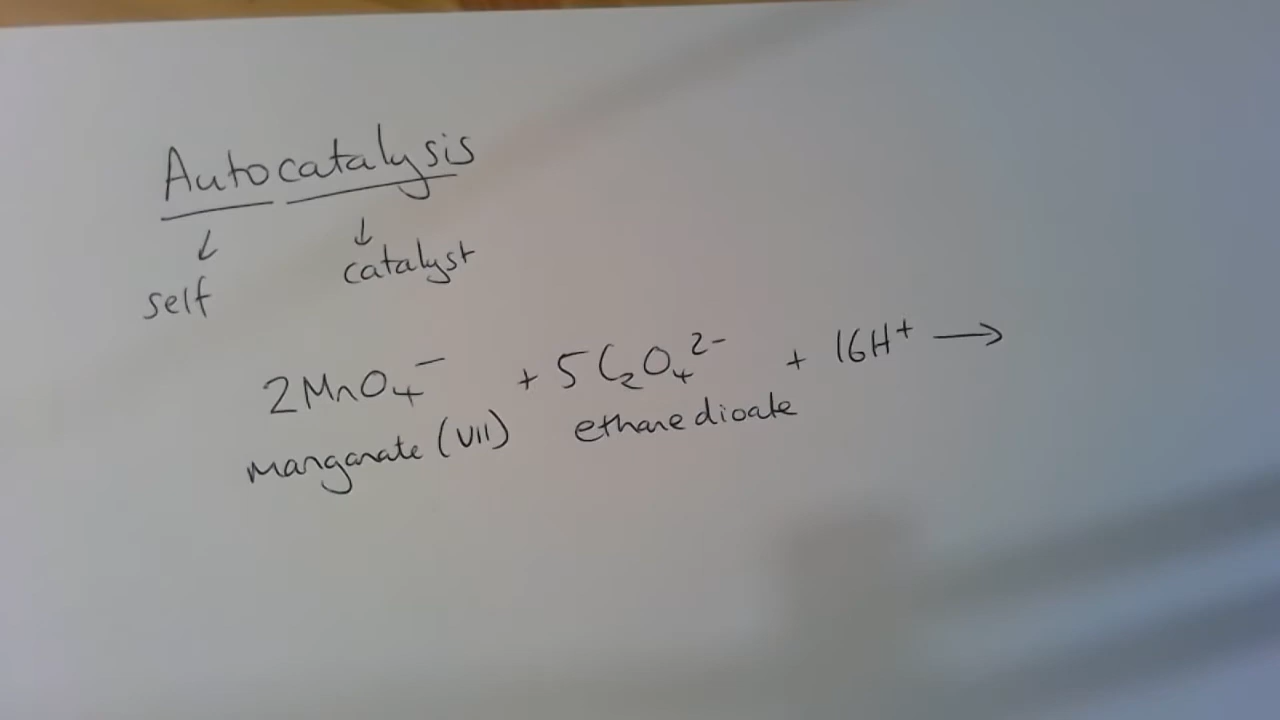 Autocatalysis
↓ ↓
self catalyst
2MnO₄⁻ + 5C₂O₄²⁻ + 16H⁺ →
manganate (VII) ethanedioate